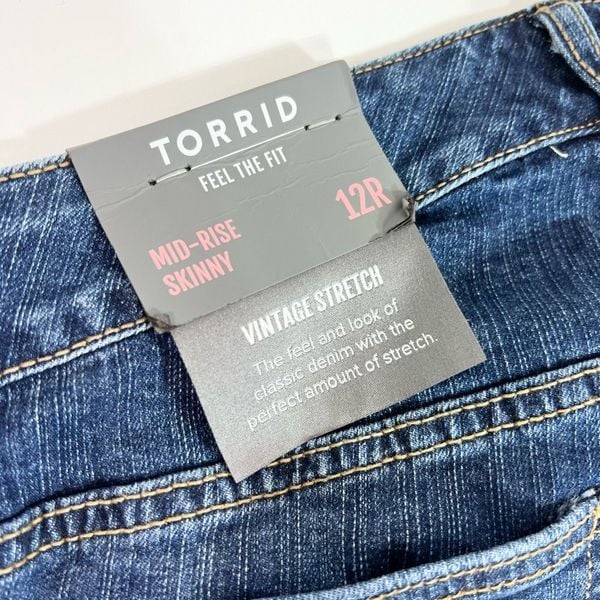 TORRID
FEEL THE FIT
MID-RISE
SKINNY
12R
VINTAGE STRETCH
The feel and look of
classic denim with the
perfect amount of stretch.